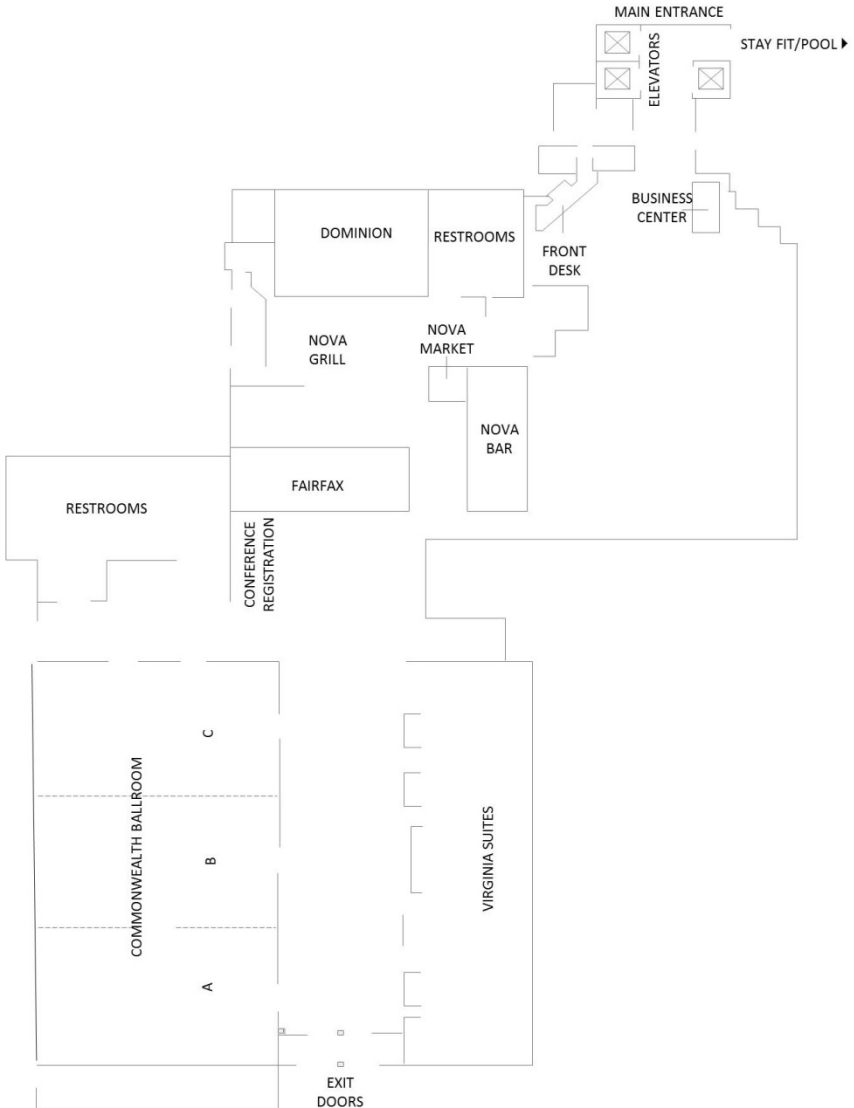 MAIN ENTRANCE
STAY FIT/POOL
ELEVATORS
BUSINESS
CENTER
DOMINION
RESTROOMS
FRONT
DESK
NOVA
GRILL
NOVA
MARKET
NOVA
BAR
FAIRFAX
RESTROOMS
CONFERENCE
REGISTRATION
COMMONWEALTH BALLROOM
C
B
A
VIRGINIA SUITES
EXIT
DOORS